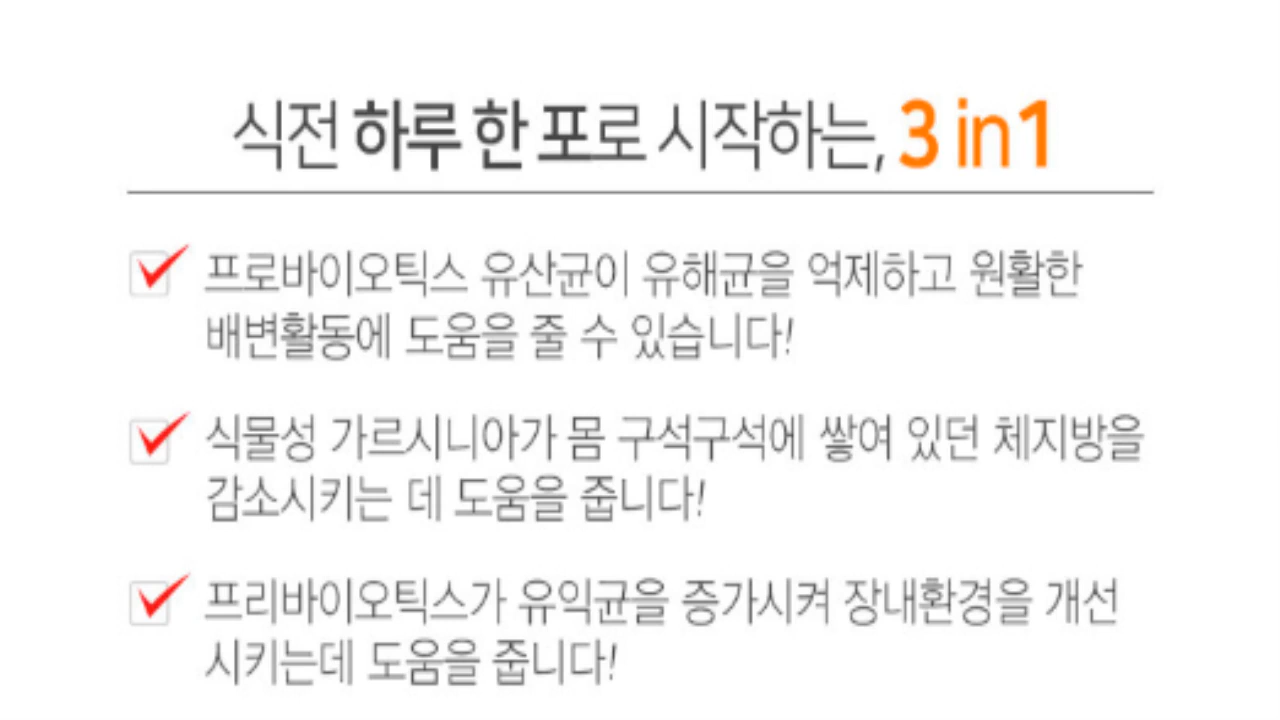 식전 하루 한 포로 시작하는, 3 in 1
프로바이오틱스 유산균이 유해균을 억제하고 원활한
배변활동에 도움을 줄 수 있습니다!
식물성 가르시니아가 몸 구석구석에 쌓여 있던 체지방을
감소시키는 데 도움을 줍니다!
프리바이오틱스가 유익균을 증가시켜 장내환경을 개선
시키는데 도움을 줍니다!